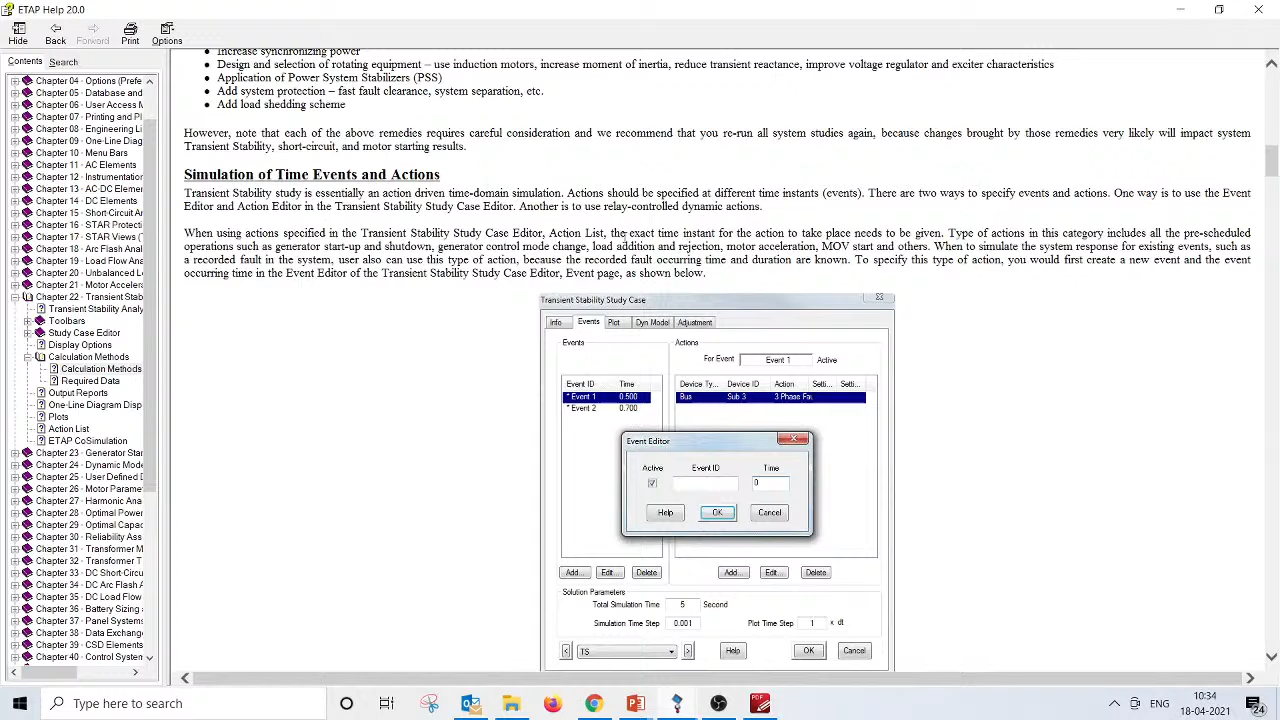 ETAP Help 20.0
Hide Back Forward Print Options
Contents Search
Chapter 04 - Options (Prefe
Chapter 05 - Database and
Chapter 06 - User Access M
Chapter 07 - Printing and Pl
Chapter 08 - Engineering Li
Chapter 09 - One-Line Diagram
Chapter 10 - Menu Bars
Chapter 11 - AC Elements
Chapter 12 - Instrumentation
Chapter 13 - AC-DC Elemer
Chapter 14 - DC Elements
Chapter 15 - Short-Circuit Ar
Chapter 16 - STAR Protectiv
Chapter 17 - STAR Views (T
Chapter 18 - Arc Flash Anal
Chapter 19 - Load Flow Ana
Chapter 20 - Unbalanced L
Chapter 21 - Motor Accelera
Chapter 22 - Transient Stab
Transient Stability Analy
Toolbars
Study Case Editor
Display Options
Calculation Methods
Calculation Methods
Required Data
Output Reports
One-Line Diagram Disp
Plots
Action List
ETAP CoSimulation
Chapter 23 - Generator Star
Chapter 24 - Dynamic Mode
Chapter 25 - User Defined D
Chapter 26 - Motor Parame
Chapter 27 - Harmonic Ana
Chapter 28 - Optimal Power
Chapter 29 - Optimal Capac
Chapter 30 - Reliability Asse
Chapter 31 - Transformer M
Chapter 32 - Transformer T
Chapter 33 - DC Short-Circu
Chapter 34 - DC Arc Flash A
Chapter 35 - DC Load Flow
Chapter 36 - Battery Sizing
Chapter 37 - Panel Systems
Chapter 38 - Data Exchange
Chapter 39 - CSD Elements
Chapter 40 - Control System
• Increase synchronizing power
• Design and selection of rotating equipment – use induction motors, increase moment of inertia, reduce transient reactance, improve voltage regulator and exciter characteristics
• Application of Power System Stabilizers (PSS)
• Add system protection – fast fault clearance, system separation, etc.
• Add load shedding scheme
However, note that each of the above remedies requires careful consideration and we recommend that you re-run all system studies again, because changes brought by those remedies very likely will impact system
Transient Stability, short-circuit, and motor starting results.
Simulation of Time Events and Actions
Transient Stability study is essentially an action driven time-domain simulation. Actions should be specified at different time instants (events). There are two ways to specify events and actions. One way is to use the Event
Editor and Action Editor in the Transient Stability Study Case Editor. Another is to use relay-controlled dynamic actions.
When using actions specified in the Transient Stability Study Case Editor, Action List, the exact time instant for the action to take place needs to be given. Type of actions in this category includes all the pre-scheduled
operations such as generator start-up and shutdown, generator control mode change, load addition and rejection, motor acceleration, MOV start and others. When to simulate the system response for existing events, such as
a recorded fault in the system, user also can use this type of action, because the recorded fault occurring time and duration are known. To specify this type of action, you would first create a new event and the event
occurring time in the Event Editor of the Transient Stability Study Case Editor, Event page, as shown below.
Transient Stability Study Case
Info Events Plot Dyn Model Adjustment
Events Actions
For Event Event 1 Active
Event ID Time Device Ty... Device ID Action Setti... Setti...
* Event 1 0.500 Bus Sub 3 3 Phase Fau
* Event 2 0.700
Event Editor
Active Event ID Time
0
Help OK Cancel
Add... Edit... Delete Add... Edit... Delete
Solution Parameters
Total Simulation Time 5 Second
Simulation Time Step 0.001 Plot Time Step 1 x dt
< TS > Help OK Cancel
Type here to search
10:34
18-04-2021
24